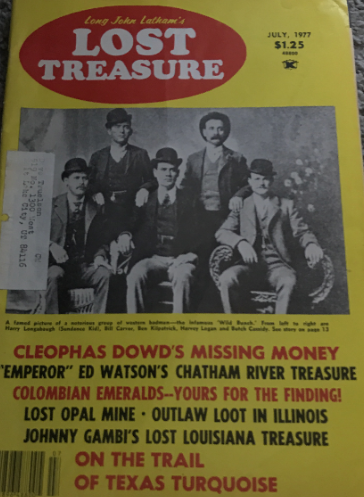 Long John Latham's
LOST
TREASURE
JULY, 1977
$1.25
A famed picture of a notorious group of western badmen—the infamous 'Wild Bunch.' From left to right are
Harry Longabaugh (Sundance Kid), Bill Carver, Ben Kilpatrick, Harvey Logan and Butch Cassidy. See story on page 12
CLEOPHAS DOWD'S MISSING MONEY
"EMPEROR" ED WATSON'S CHATHAM RIVER TREASURE
COLOMBIAN EMERALDS--YOURS FOR THE FINDING!
LOST OPAL MINE • OUTLAW LOOT IN ILLINOIS
JOHNNY GAMBI'S LOST LOUISIANA TREASURE
ON THE TRAIL
OF TEXAS TURQUOISE